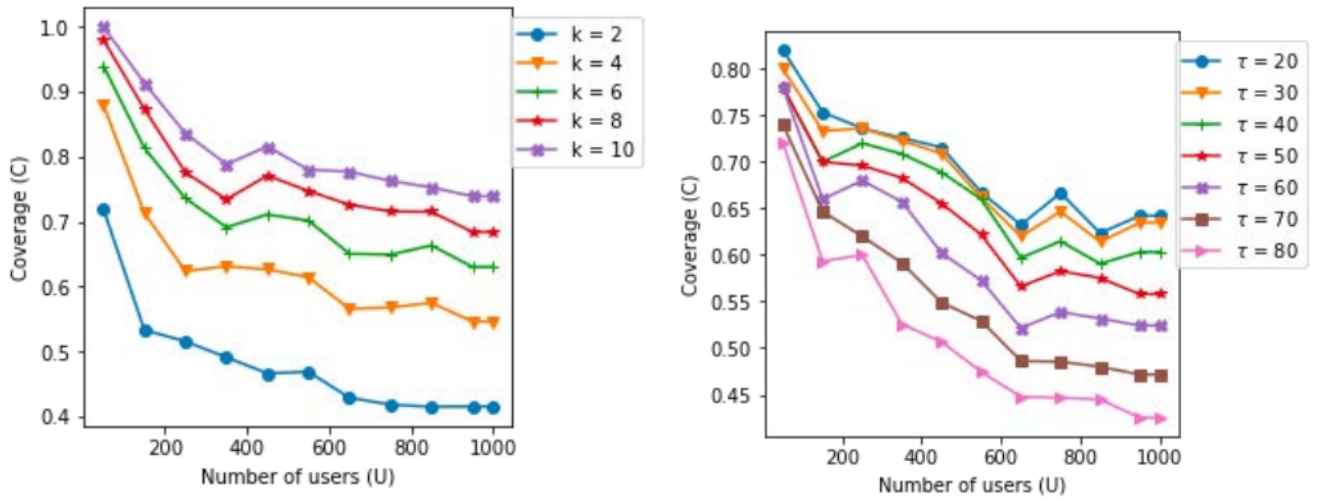 1.0
0.9
0.8
0.7
0.6
0.5
0.4
Coverage (C)
200 400 600 800 1000
Number of users (U)
k = 2
k = 4
k = 6
k = 8
k = 10
0.80
0.75
0.70
0.65
0.60
0.55
0.50
0.45
Coverage (C)
200 400 600 800 1000
Number of users (U)
τ = 20
τ = 30
τ = 40
τ = 50
τ = 60
τ = 70
τ = 80